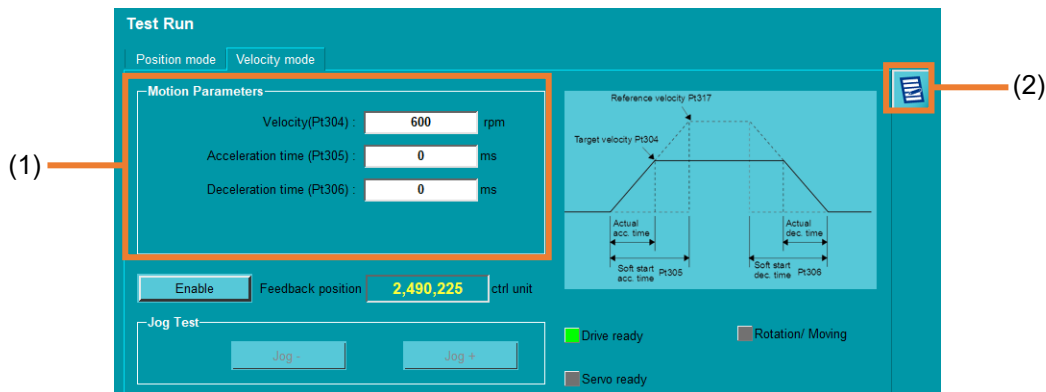 Test Run
Position mode
Velocity mode
(1)
Motion Parameters
Velocity(Pt304) : 600 rpm
Acceleration time (Pt305) : 0 ms
Deceleration time (Pt306) : 0 ms
(2)
Reference velocity Pt317
Target velocity Pt304
Actual
acc. time
Actual
dec. time
Soft start
acc. time
Pt305
Soft start
dec. time
Pt306
Enable
Feedback position 2,490,225 ctrl unit
Jog Test
Jog -
Jog +
Drive ready
Rotation/ Moving
Servo ready